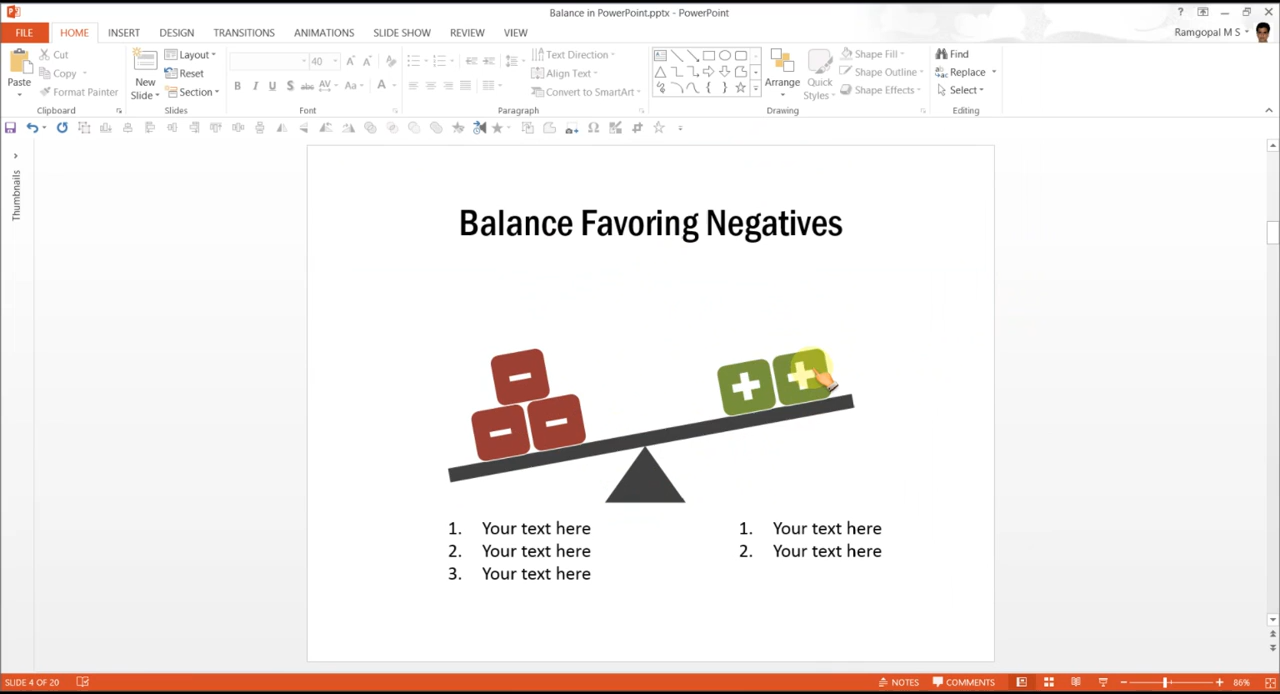 Balance in PowerPoint.pptx - PowerPoint
FILE HOME INSERT DESIGN TRANSITIONS ANIMATIONS SLIDE SHOW REVIEW VIEW
Ramgopal M S
Paste
Cut
Copy
Format Painter
Clipboard
New Slide
Layout
Reset
Section
Slides
40
B I U S abc AV Aa A
Font
Text Direction
Align Text
Convert to SmartArt
Paragraph
Arrange
Quick Styles
Shape Fill
Shape Outline
Shape Effects
Drawing
Find
Replace
Select
Editing
Thumbnails
Balance Favoring Negatives
1. Your text here
2. Your text here
3. Your text here
1. Your text here
2. Your text here
SLIDE 4 OF 20
NOTES
COMMENTS
86%